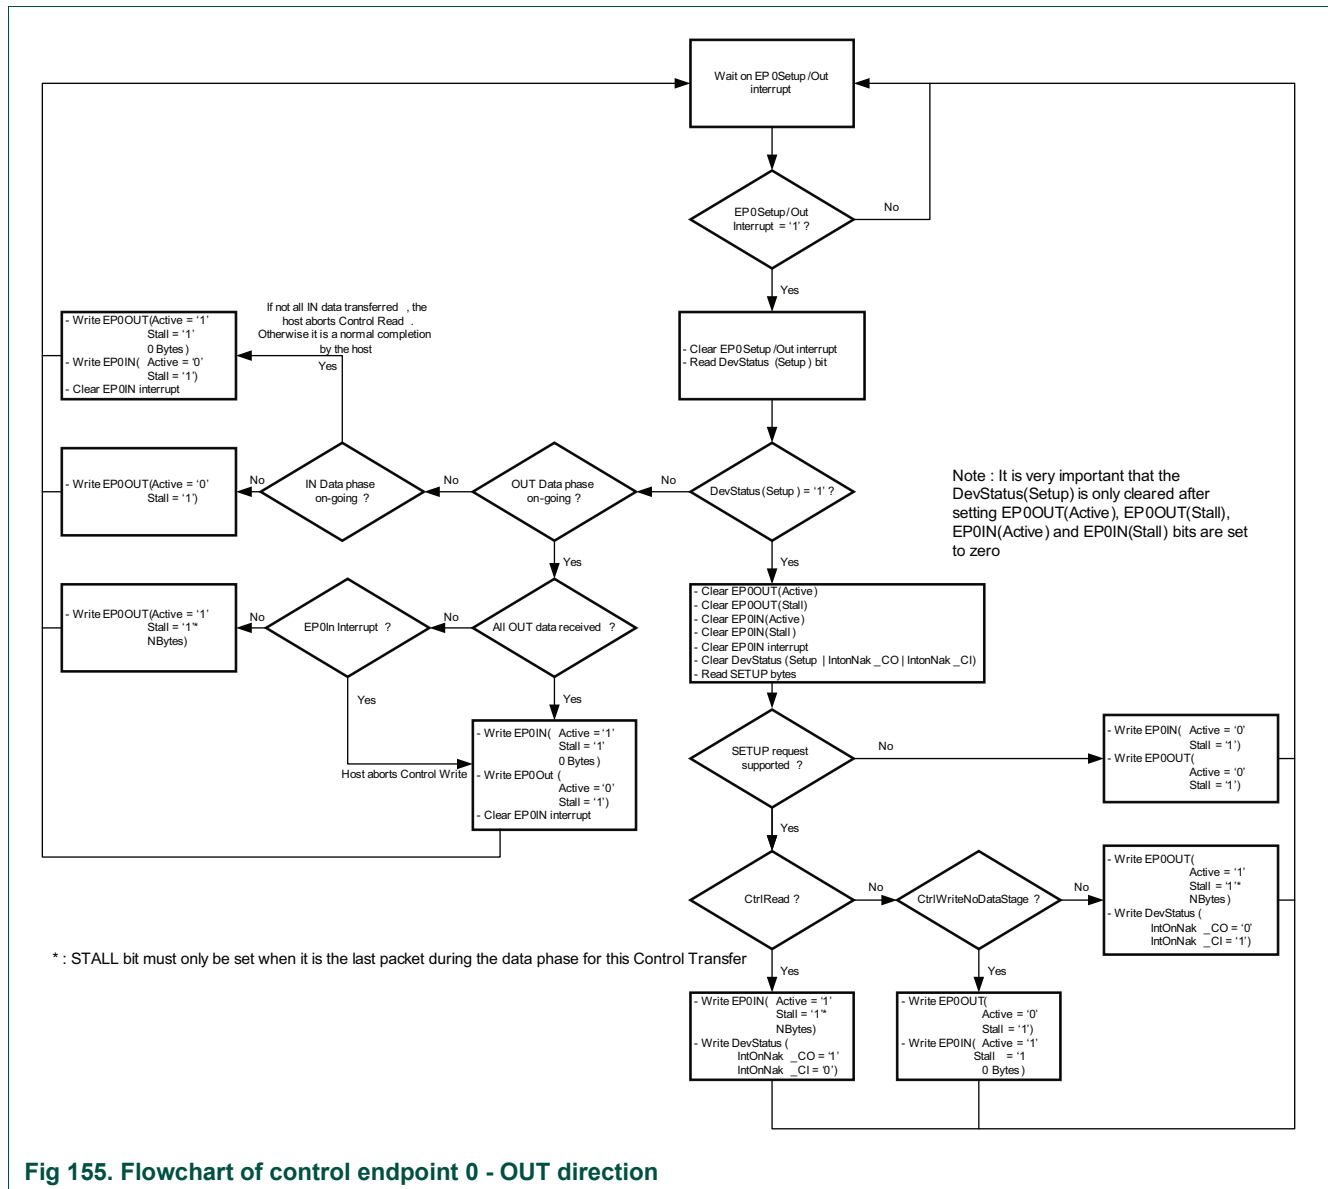 Wait on EP 0Setup /Out
interrupt
EP0Setup/Out
Interrupt = '1' ?
No
Yes
- Clear EP0Setup /Out interrupt
- Read DevStatus (Setup ) bit
If not all IN data transferred , the
host aborts Control Read .
Otherwise it is a normal completion
by the host
Yes
- Write EP0OUT(Active = '1'
Stall = '1'
0 Bytes )
- Write EP0IN( Active = '0'
Stall = '1')
- Clear EP0IN interrupt
- Write EP0OUT(Active = '0'
Stall = '1')
No
IN Data phase
on-going ?
No
OUT Data phase
on-going ?
No
DevStatus (Setup ) = '1' ?
Note : It is very important that the
DevStatus(Setup) is only cleared after
setting EP0OUT(Active), EP0OUT(Stall),
EP0IN(Active) and EP0IN(Stall) bits are set
to zero
Yes
Yes
- Write EP0OUT(Active = '1'
Stall = '1'*
NBytes)
No
EP0In Interrupt ?
No
All OUT data received ?
- Clear EP0OUT(Active)
- Clear EP0OUT(Stall)
- Clear EP0IN(Active)
- Clear EP0IN(Stall)
- Clear EP0IN interrupt
- Clear DevStatus (Setup | IntonNak _CO | IntonNak _CI)
- Read SETUP bytes
Yes
Yes
Host aborts Control Write
- Write EP0IN( Active = '1'
Stall = '1'
0 Bytes )
- Write EP0Out (
Active = '0'
Stall = '1')
- Clear EP0IN interrupt
SETUP request
supported ?
No
- Write EP0IN( Active = '0'
Stall = '1')
- Write EP0OUT(
Active = '0'
Stall = '1')
Yes
CtrlRead ?
No
CtrlWriteNoDataStage ?
No
- Write EP0OUT(
Active = '1'
Stall = '1'*
NBytes)
- Write DevStatus (
IntOnNak _CO = '0'
IntOnNak _CI = '1')
* : STALL bit must only be set when it is the last packet during the data phase for this Control Transfer
Yes
Yes
- Write EP0IN( Active = '1'
Stall = '1'*
NBytes)
- Write DevStatus (
IntOnNak _CO = '1'
IntOnNak _CI = '0')
- Write EP0OUT(
Active = '0'
Stall = '1')
- Write EP0IN( Active = '1'
Stall = '1
0 Bytes )
Fig 155. Flowchart of control endpoint 0 - OUT direction